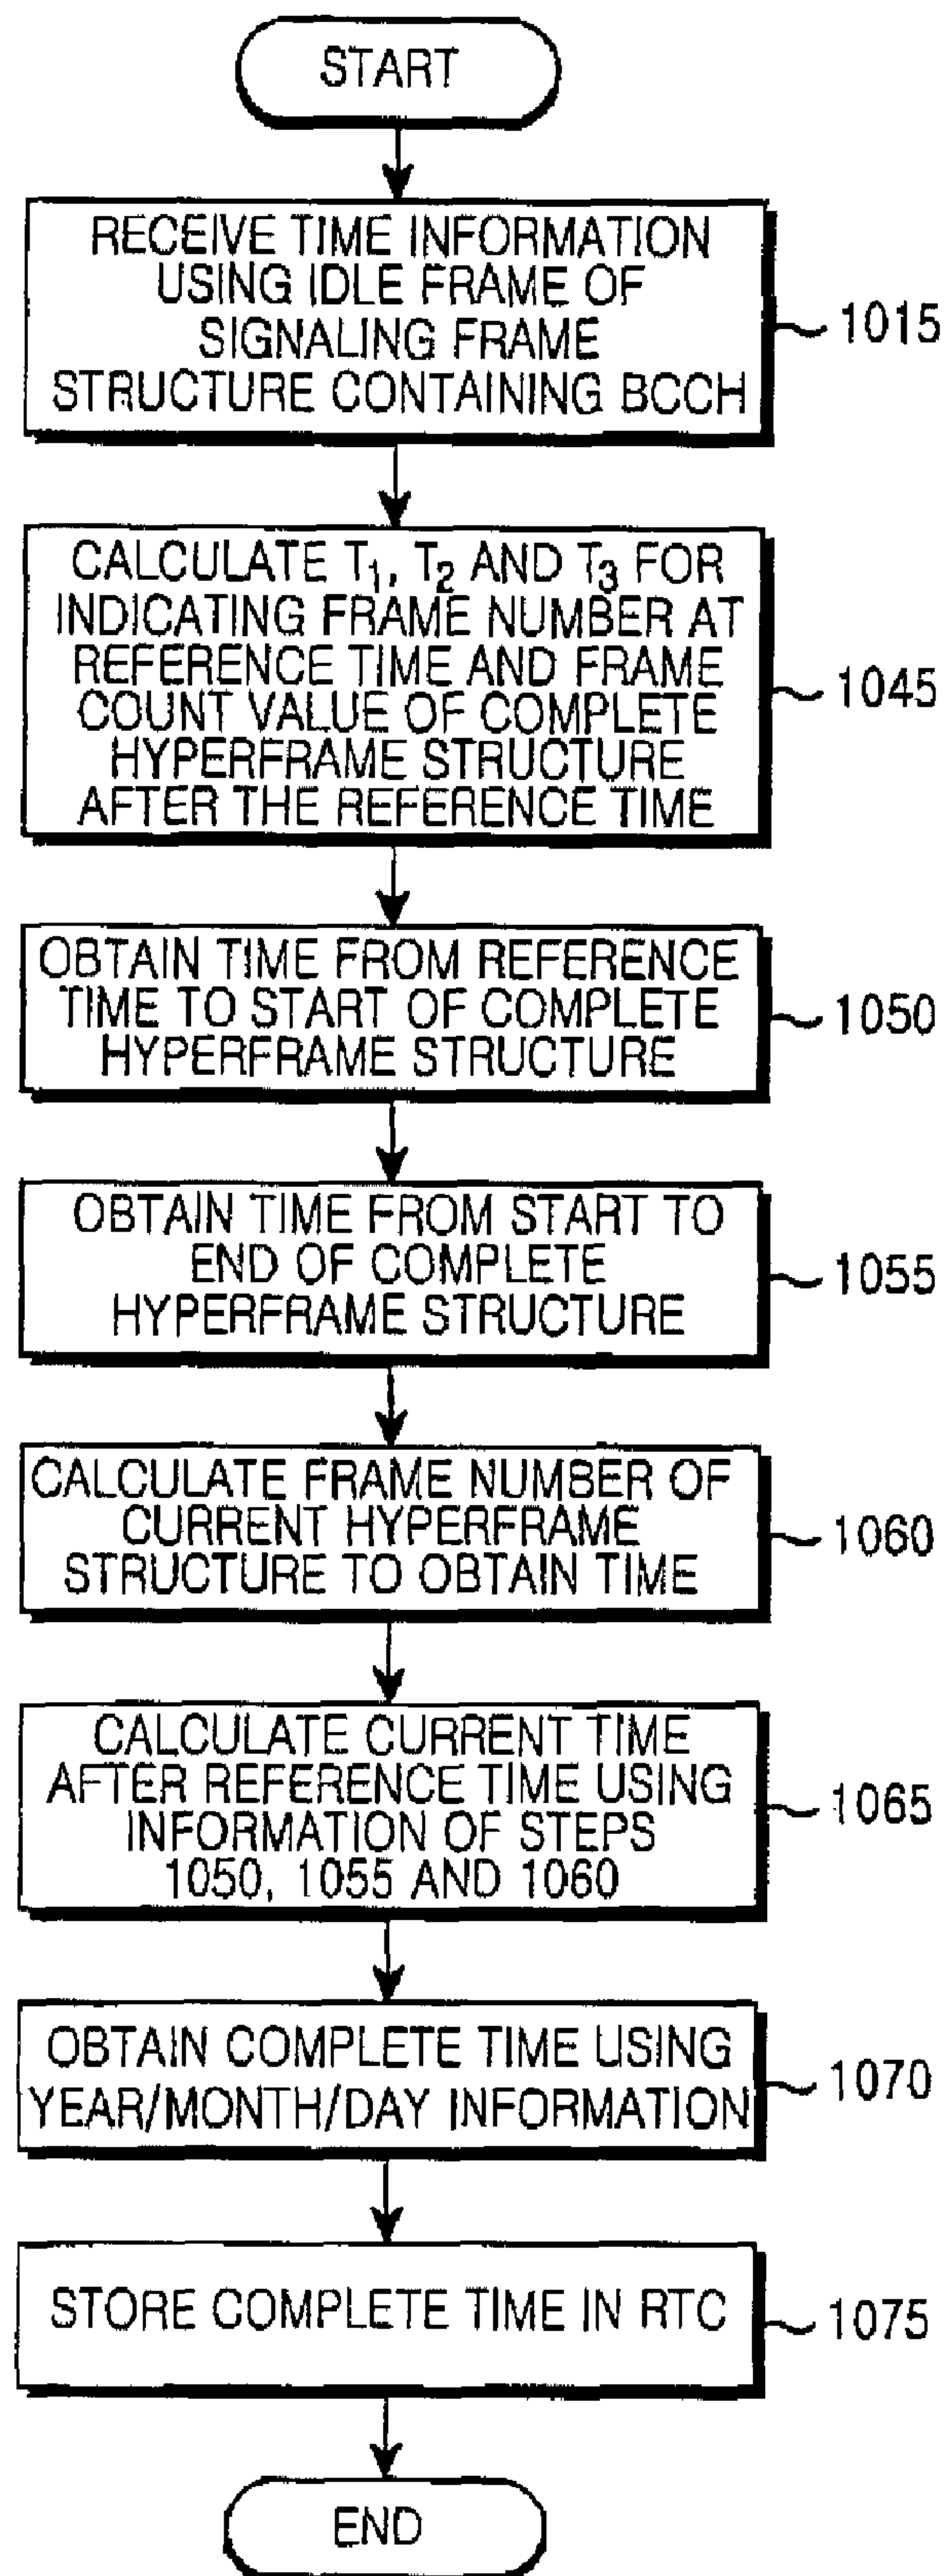 START
RECEIVE TIME INFORMATION
USING IDLE FRAME OF
SIGNALING FRAME
STRUCTURE CONTAINING BCCH
1015
CALCULATE T1, T2 AND T3 FOR
INDICATING FRAME NUMBER AT
REFERENCE TIME AND FRAME
COUNT VALUE OF COMPLETE
HYPERFRAME STRUCTURE
AFTER THE REFERENCE TIME
1045
OBTAIN TIME FROM REFERENCE
TIME TO START OF COMPLETE
HYPERFRAME STRUCTURE
1050
OBTAIN TIME FROM START TO
END OF COMPLETE
HYPERFRAME STRUCTURE
1055
CALCULATE FRAME NUMBER OF
CURRENT HYPERFRAME
STRUCTURE TO OBTAIN TIME
1060
CALCULATE CURRENT TIME
AFTER REFERENCE TIME USING
INFORMATION OF STEPS
1050, 1055 AND 1060
1065
OBTAIN COMPLETE TIME USING
YEAR/MONTH/DAY INFORMATION
1070
STORE COMPLETE TIME IN RTC
1075
END